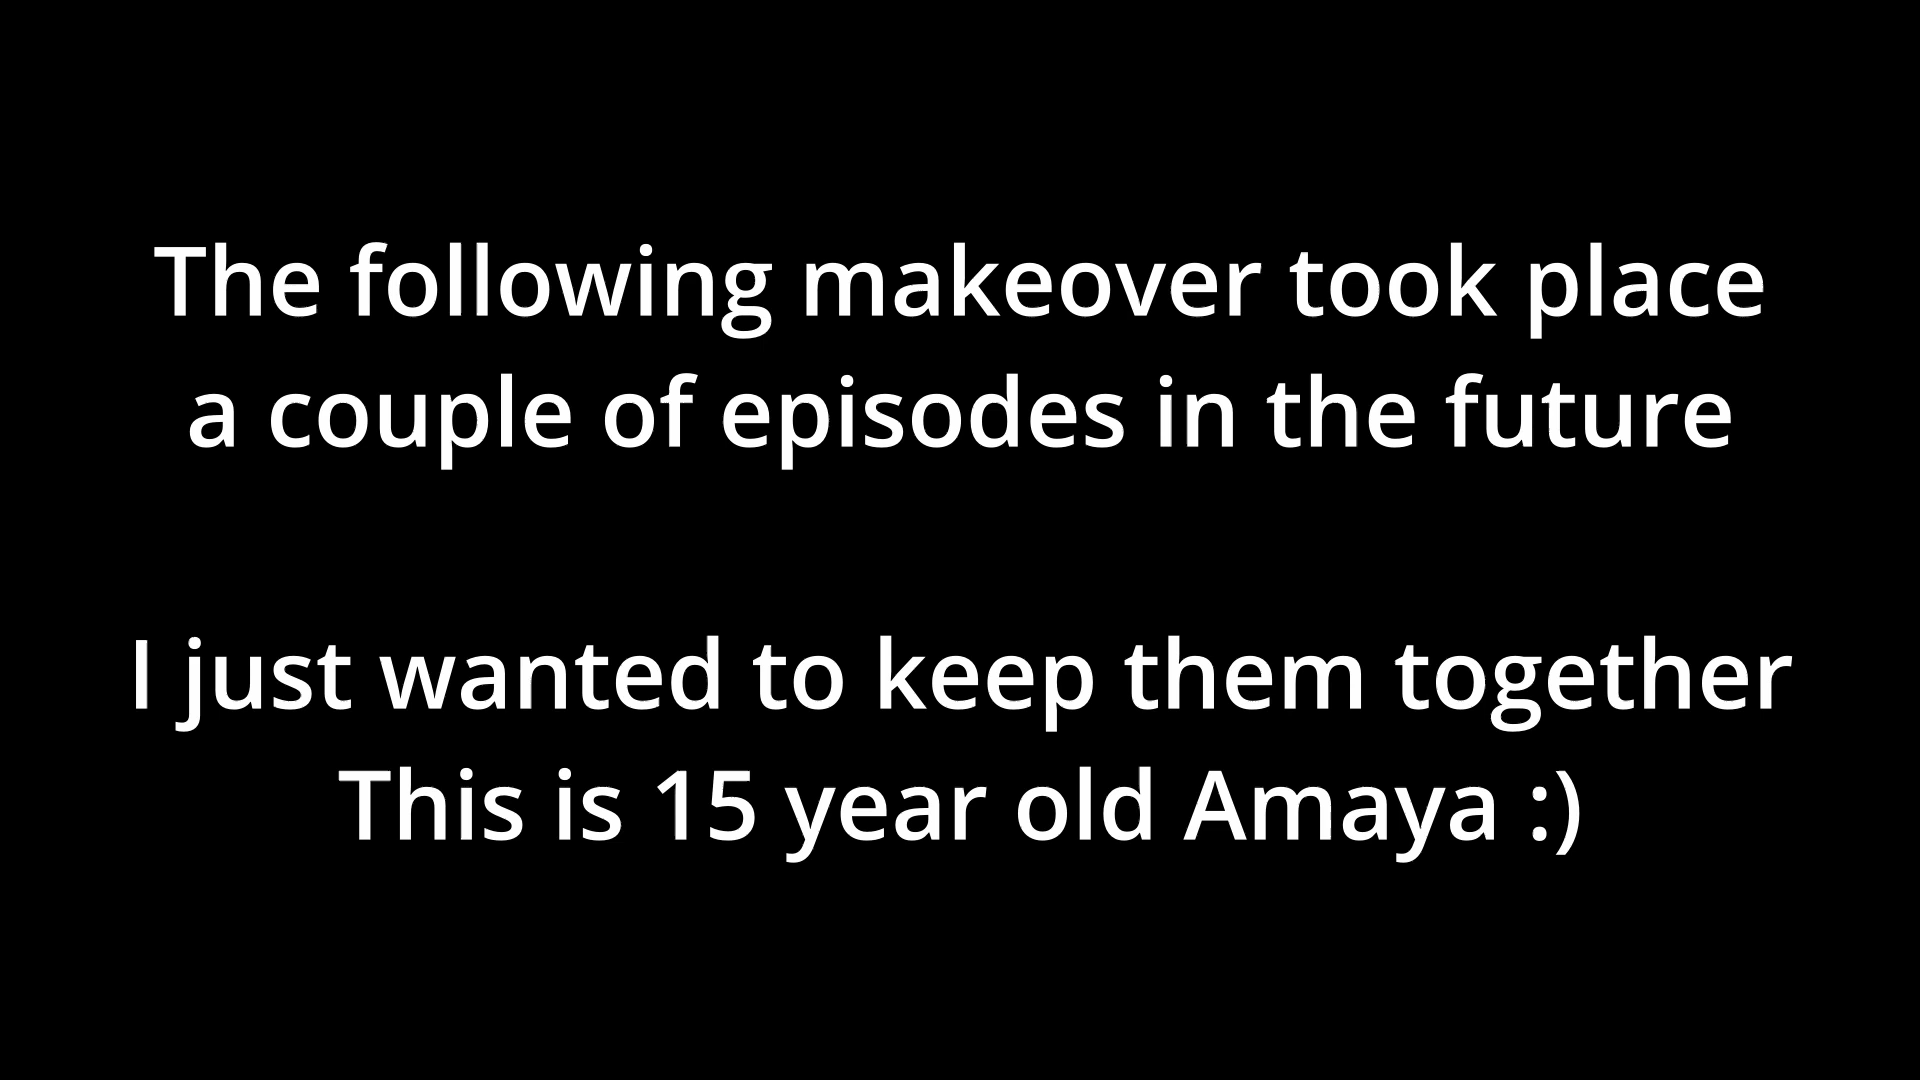 The following makeover took place
a couple of episodes in the future
I just wanted to keep them together
This is 15 year old Amaya :)